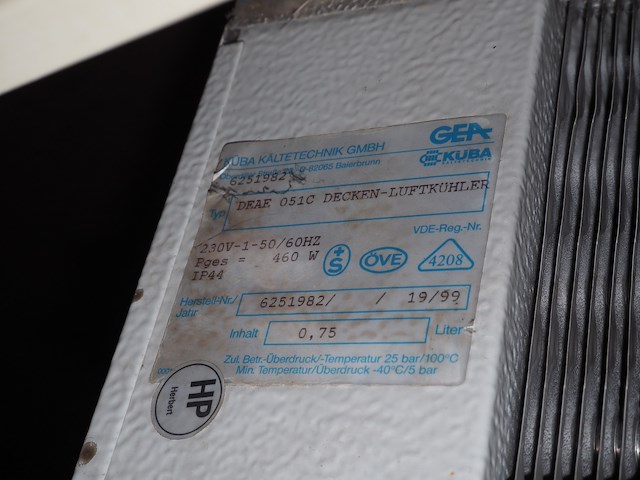 GEA
KÜBA KÄLTETECHNIK GMBH
KÜBA
D-82065 Baierbrunn
6251982
Typ DEAE 051C DECKEN-LUFTKÜHLER
VDE-Reg.-Nr.
230V-1-50/60HZ
Pges = 460 W
IP44
+S
ÖVE
4208
Herstell-Nr./ 6251982/ / 19/99
Jahr
Inhalt 0,75 Liter
Zul. Betr.-Überdruck/-Temperatur 25 bar/100°C
Min. Temperatur/Überdruck -40°C/5 bar
HP
Herbert